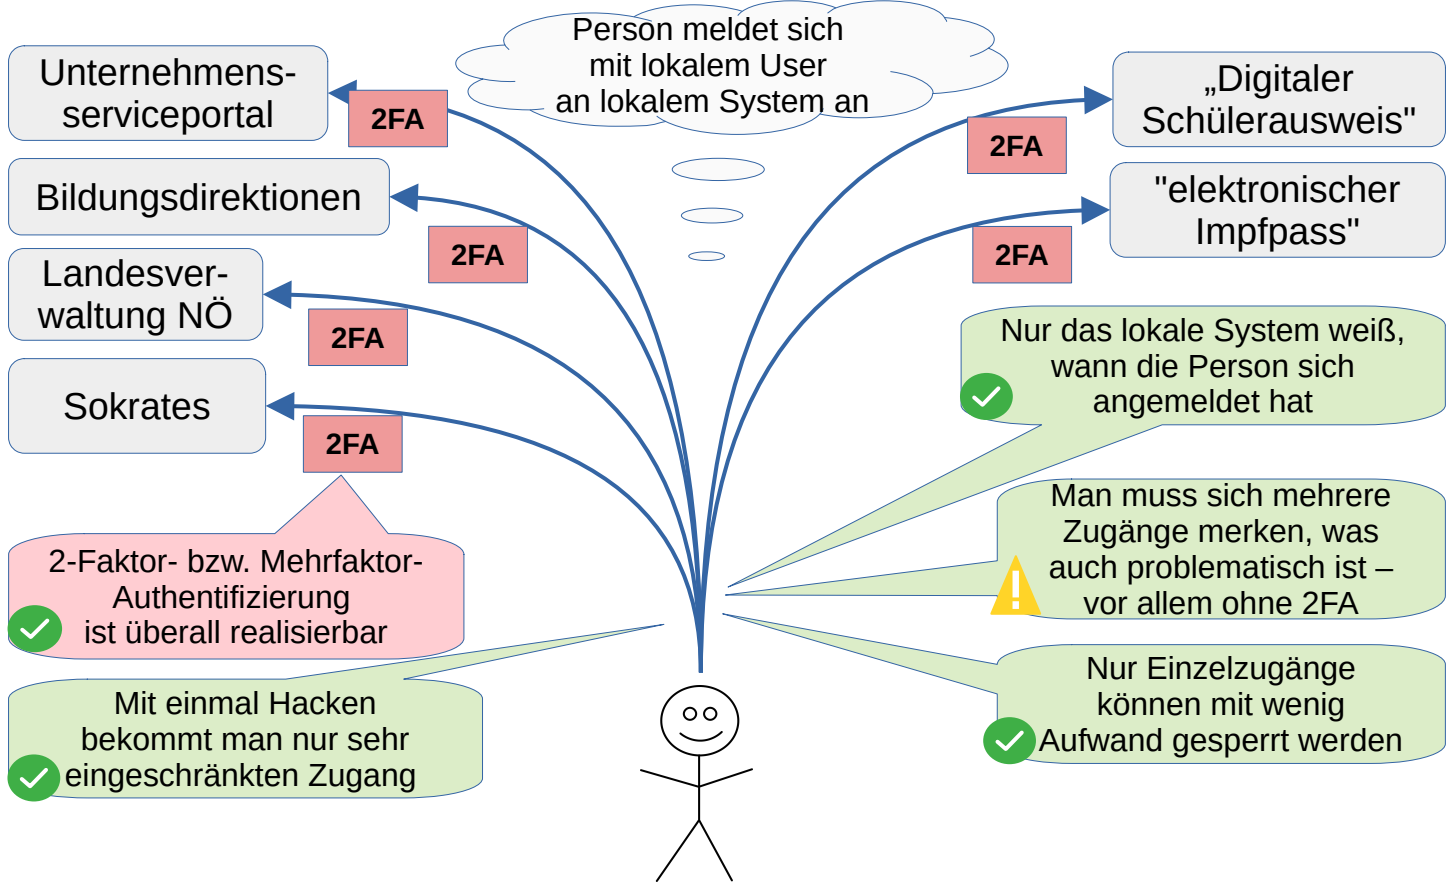 Person meldet sich
mit lokalem User
an lokalem System an
Unternehmens-
serviceportal
2FA
Bildungsdirektionen
2FA
Landesver-
waltung NÖ
2FA
Sokrates
2FA
2-Faktor- bzw. Mehrfaktor-
Authentifizierung
ist überall realisierbar
Mit einmal Hacken
bekommt man nur sehr
eingeschränkten Zugang
„Digitaler
Schülerausweis"
2FA
"elektronischer
Impfpass"
2FA
Nur das lokale System weiß,
wann die Person sich
angemeldet hat
Man muss sich mehrere
Zugänge merken, was
auch problematisch ist –
vor allem ohne 2FA
Nur Einzelzugänge
können mit wenig
Aufwand gesperrt werden